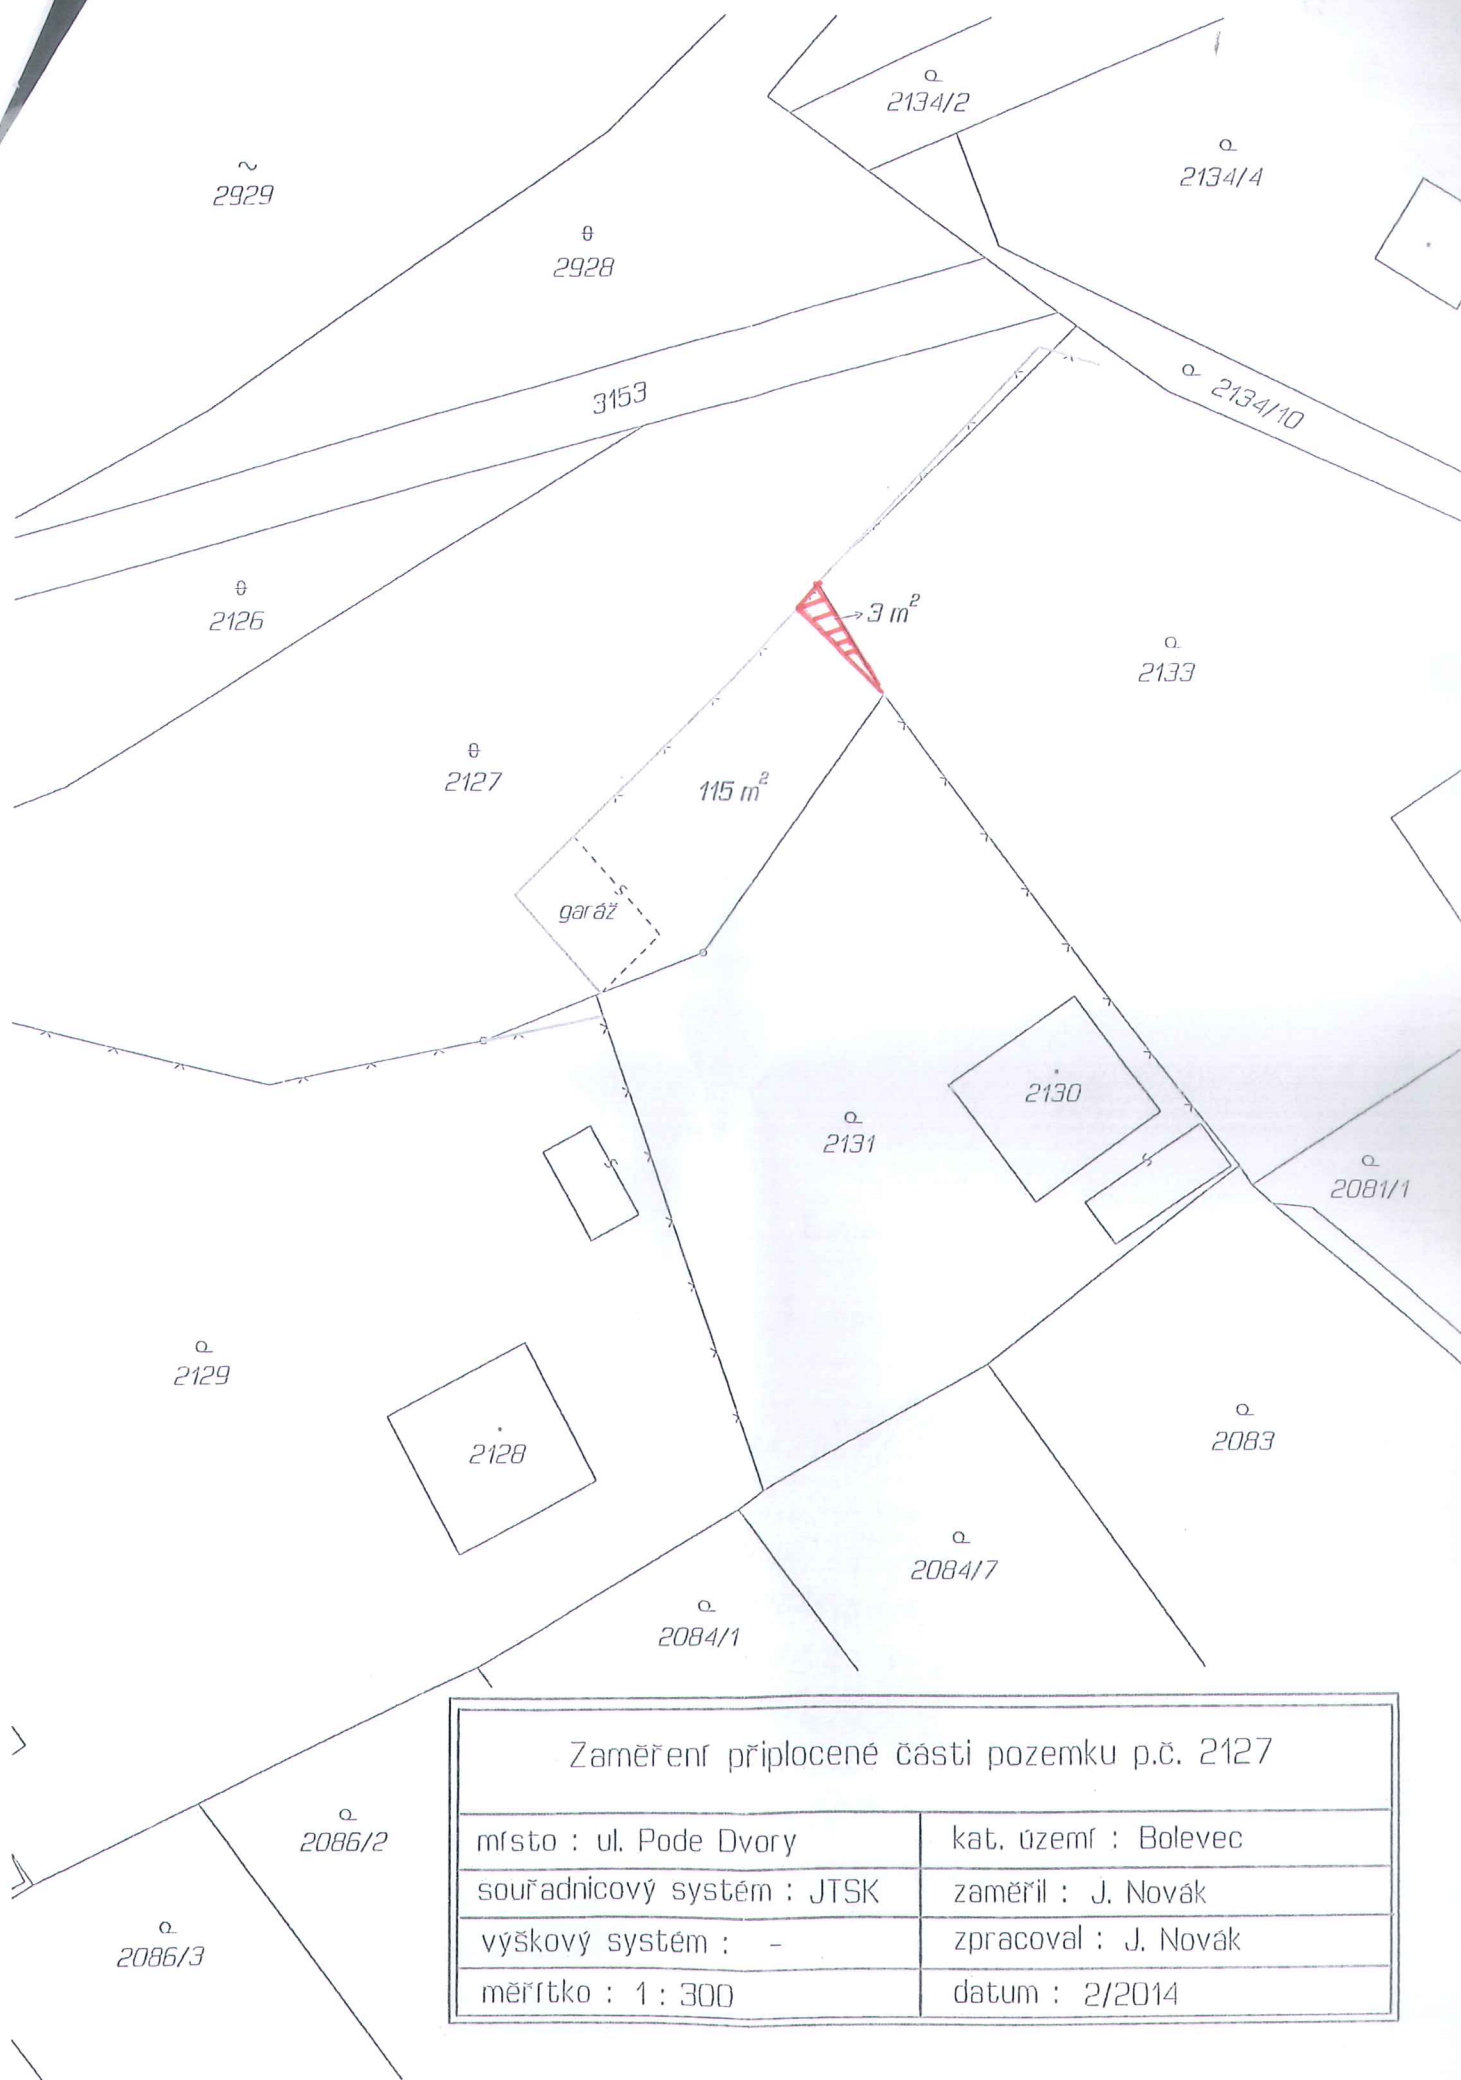 2134/2
2134/4
2929
2928
3153
2134/10
2126
3 m²
2133
2127
115 m²
garáž
2130
2131
2081/1
2129
2128
2083
2084/7
2084/1
2086/2
2086/3
Zaměření připlocené části pozemku p.č. 2127
místo : ul. Pode Dvory
kat. území : Bolevec
souřadnicový systém : JTSK
zaměřil : J. Novák
výškový systém : -
zpracoval : J. Novák
měřítko : 1 : 300
datum : 2/2014